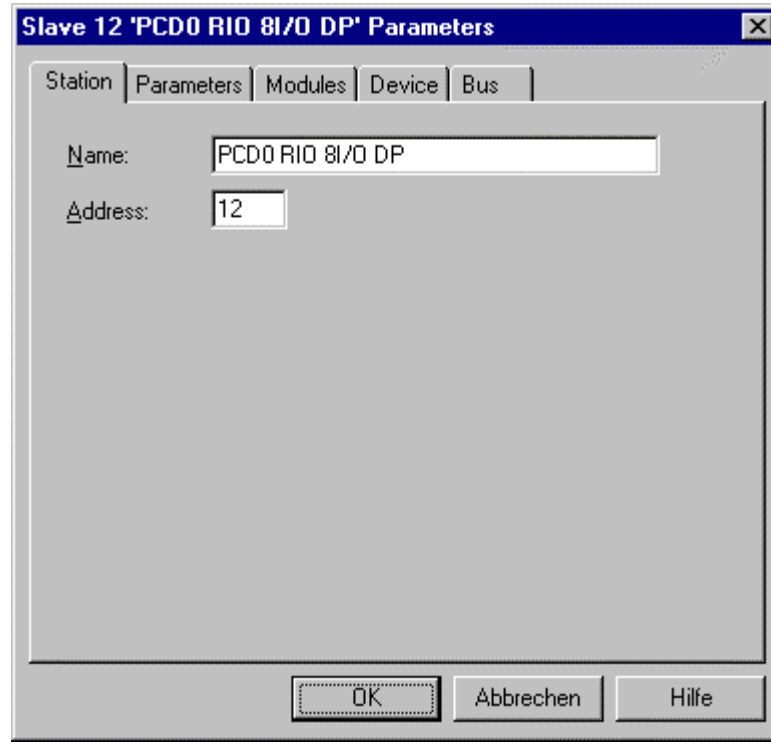 Slave 12 'PCD0 RIO 8I/O DP' Parameters
Station Parameters Modules Device Bus
Name: PCD0 RIO 8I/O DP
Address: 12
OK Abbrechen Hilfe